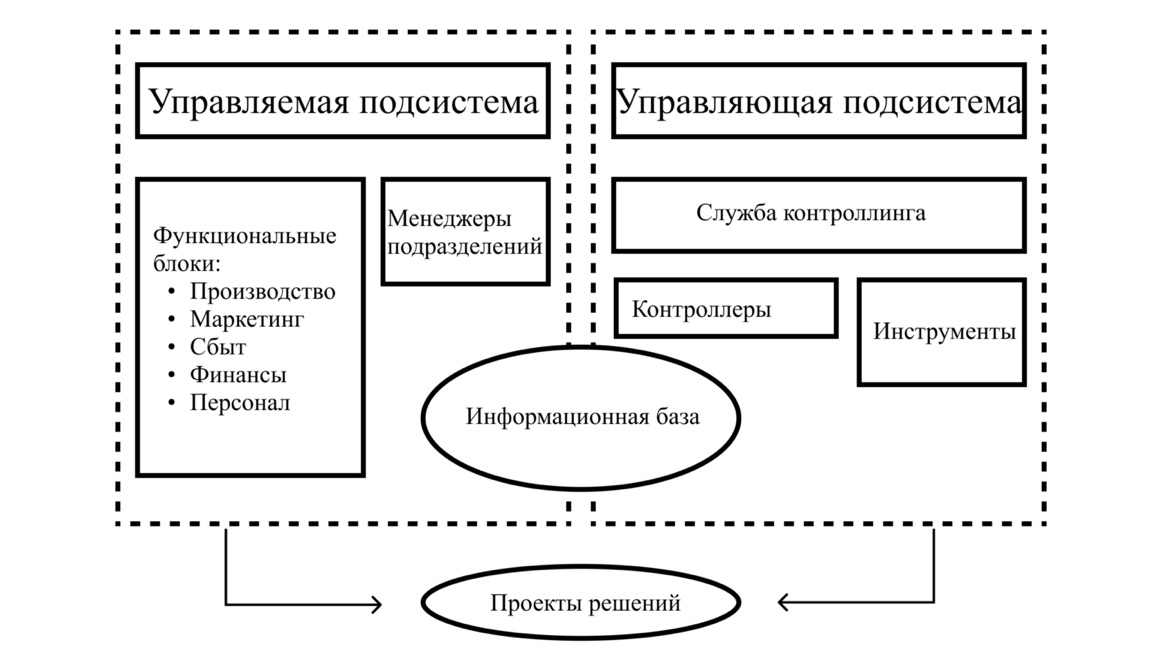 Управляемая подсистема
Управляющая подсистема
Функциональные
блоки:
• Производство
• Маркетинг
• Сбыт
• Финансы
• Персонал
Менеджеры
подразделений
Служба контроллинга
Контроллеры
Инструменты
Информационная база
Проекты решений